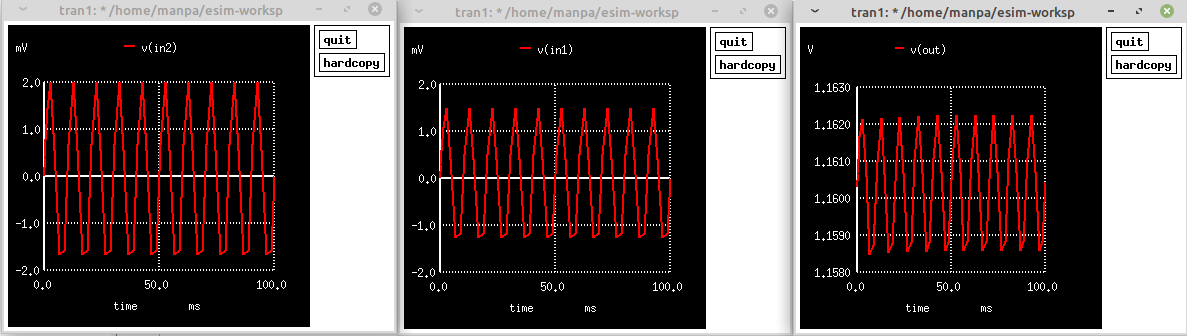 tran1: * /home/manpa/esim-worksp
quit
hardcopy
mV
v(in2)
2.0
1.0
0.0
-1.0
-2.0
0.0 50.0 100.0
time ms
tran1: * /home/manpa/esim-worksp
quit
hardcopy
mV
v(in1)
2.0
1.0
0.0
-1.0
-2.0
0.0 50.0 100.0
time ms
tran1: * /home/manpa/esim-worksp
quit
hardcopy
V
v(out)
1.1630
1.1620
1.1610
1.1600
1.1590
1.1580
0.0 50.0 100.0
time ms